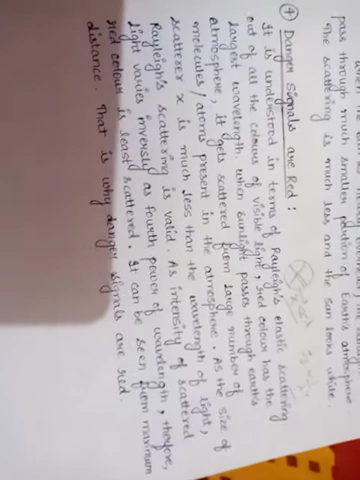 pass through much smaller potation of Earth's atmosphere
The scattering is much less and the sun looks white.
④ Danger signals are Red :
It is understood in terms of Rayleigh's elastic scattering
out of all the colours of visible light, red colour has the
largest wavelength. when sunlight passes through earth's
atmosphere, it gets scattered from large number of
molecules/atoms present in the atmosphere. As the size of
scatterer x is much less than the wavelength of light,
Rayleigh's scattering is valid. As intensity of scattered
light varies inversly as fourth power of wavelength, therefore,
red colour is least scattered. It can be seen from maximum
distance. That is why danger signals are red.